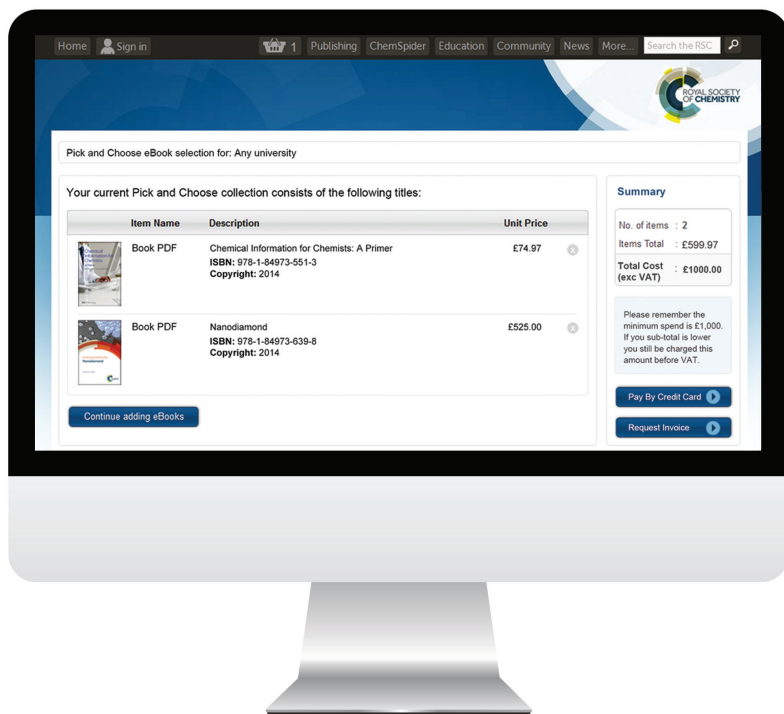 Home Sign in 1 Publishing ChemSpider Education Community News More... Search the RSC
ROYAL SOCIETY
OF CHEMISTRY
Pick and Choose eBook selection for: Any university
Your current Pick and Choose collection consists of the following titles:
Item Name Description Unit Price
Book PDF Chemical Information for Chemists: A Primer £74.97
ISBN: 978-1-84973-551-3
Copyright: 2014
Chemical
Information for
Chemists
Book PDF Nanodiamond £525.00
ISBN: 978-1-84973-639-8
Copyright: 2014
Nanodiamond
Continue adding eBooks
Summary
No. of items : 2
Items Total : £599.97
Total Cost : £1000.00
(exc VAT)
Please remember the
minimum spend is £1,000.
If you sub-total is lower
you still be charged this
amount before VAT.
Pay By Credit Card
Request Invoice